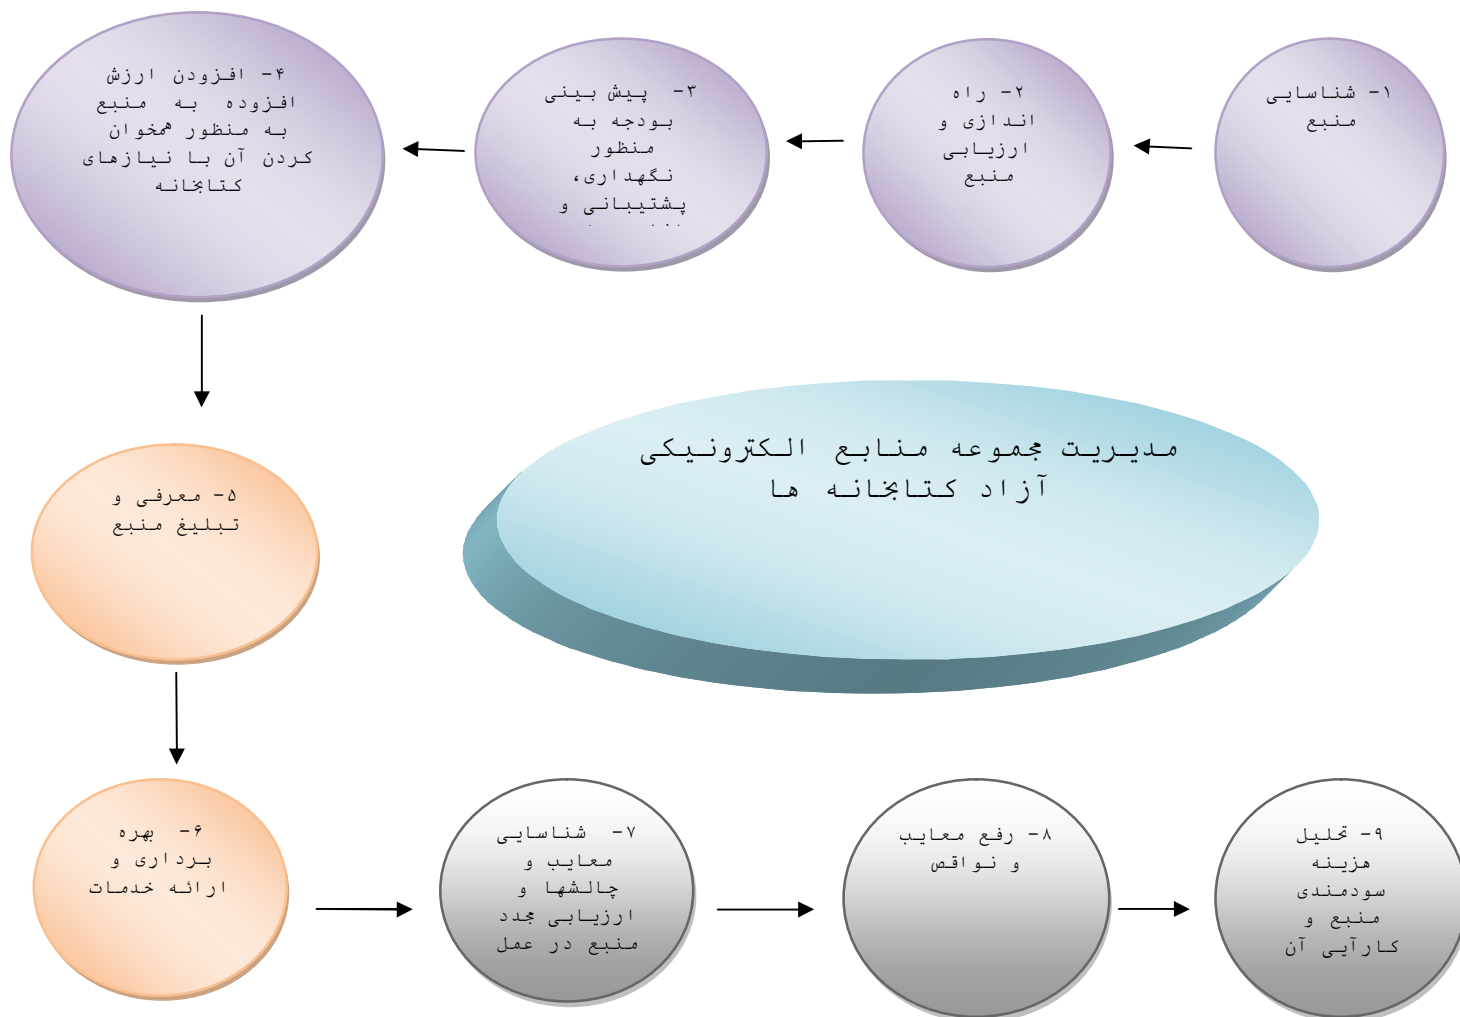 ۱- شناسایی
منبع
۲- راه
اندازی و
ارزیابی
منبع
۳- پیش بینی
بودجه به
منظور
نگهداری،
پشتیبانی و
۴- افزودن ارزش
افزوده به منبع
به منظور همخوان
کردن آن با نیازهای
کتابخانه
مدیریت مجموعه منابع الکترونیکی
آزاد کتابخانه ها
۵- معرفی و
تبلیغ منبع
۶- بهره
برداری و
ارائه خدمات
۷- شناسایی
معایب و
چالشها و
ارزیابی مجدد
منبع در عمل
۸- رفع معایب
و نواقص
۹- تحلیل
هزینه
سودمندی
منبع و
کارآیی آن